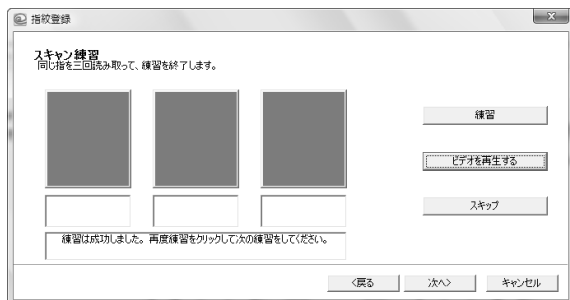 指紋登録
スキャン練習
同じ指を三回読み取って、練習を終了します。
練習
ビデオを再生する
スキップ
練習は成功しました。再度練習をクリックして次の練習をしてください。
<戻る
次へ>
キャンセル